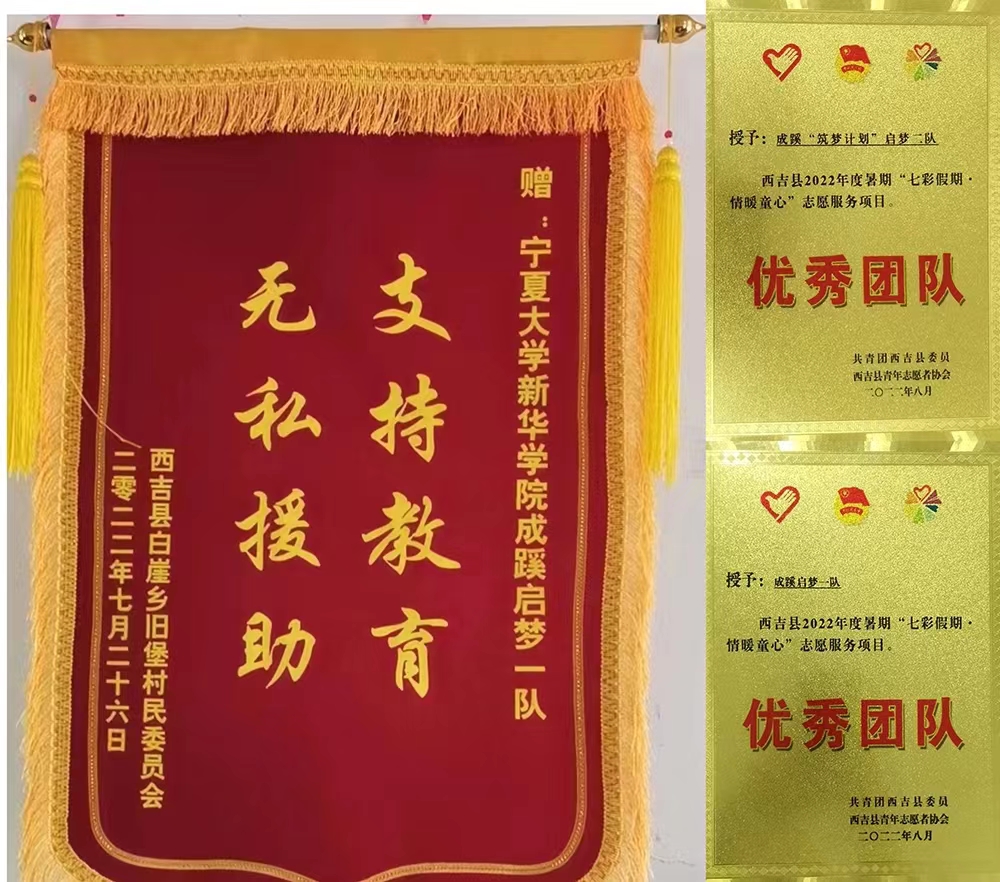 赠：宁夏大学新华学院成蹊启梦一队
支持教育
无私援助
西吉县白崖乡旧堡村民委员会
二零二二年七月二十六日
授予：成蹊“筑梦计划”启梦二队
西吉县2022年度暑期“七彩假期·
情暖童心”志愿服务项目。
优秀团队
共青团西吉县委员
西吉县青年志愿者协会
二〇二二年八月
授予：成蹊启梦一队
西吉县2022年度暑期“七彩假期·
情暖童心”志愿服务项目。
优秀团队
共青团西吉县委员
西吉县青年志愿者协会
二〇二二年八月